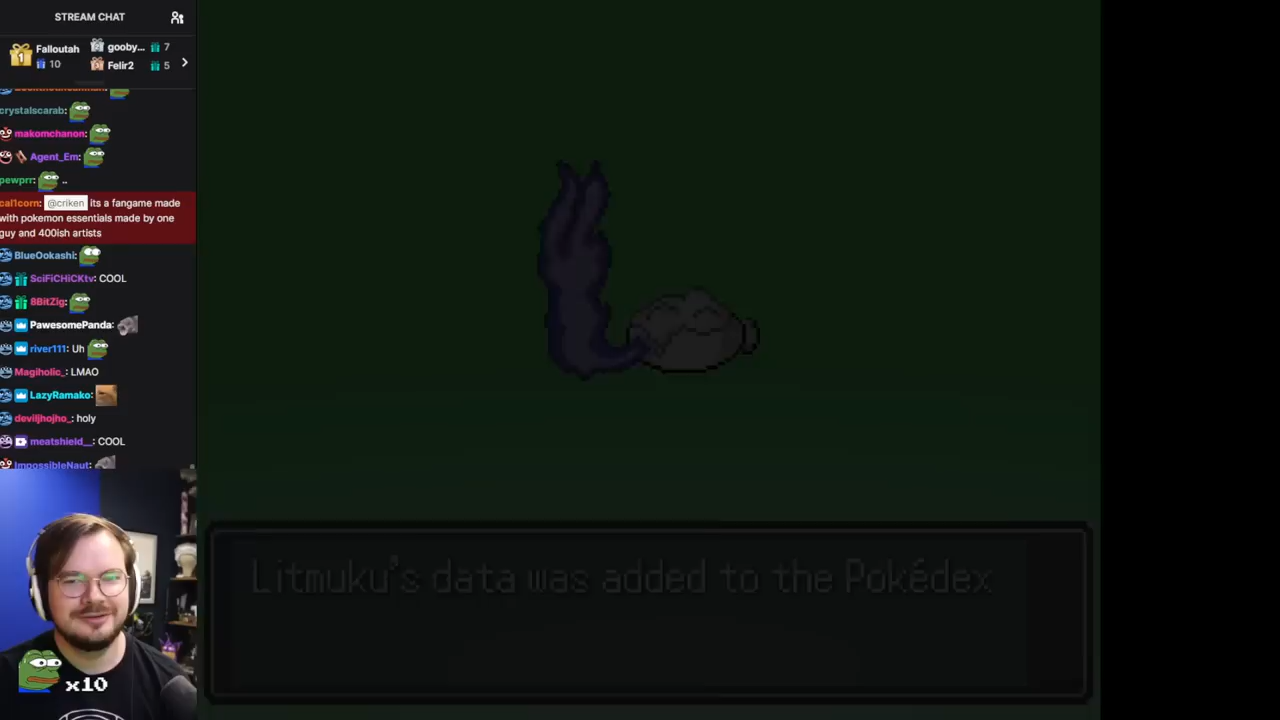 STREAM CHAT
1 Falloutah 10
gooby... 7
Felir2 5
crystalscarab:
makomchanon:
Agent_Em:
pewprr: ..
cal1corn: @criken its a fangame made
with pokemon essentials made by one
guy and 400ish artists
BlueOokashi:
SciFiCHiCKtv: COOL
8BitZig:
PawesomePanda:
river111: Uh
Magiholic_: LMAO
LazyRamako:
deviljhojho_: holy
meatshield__: COOL
ImpossibleNaut:
x10
Litmuku's data was added to the Pokédex